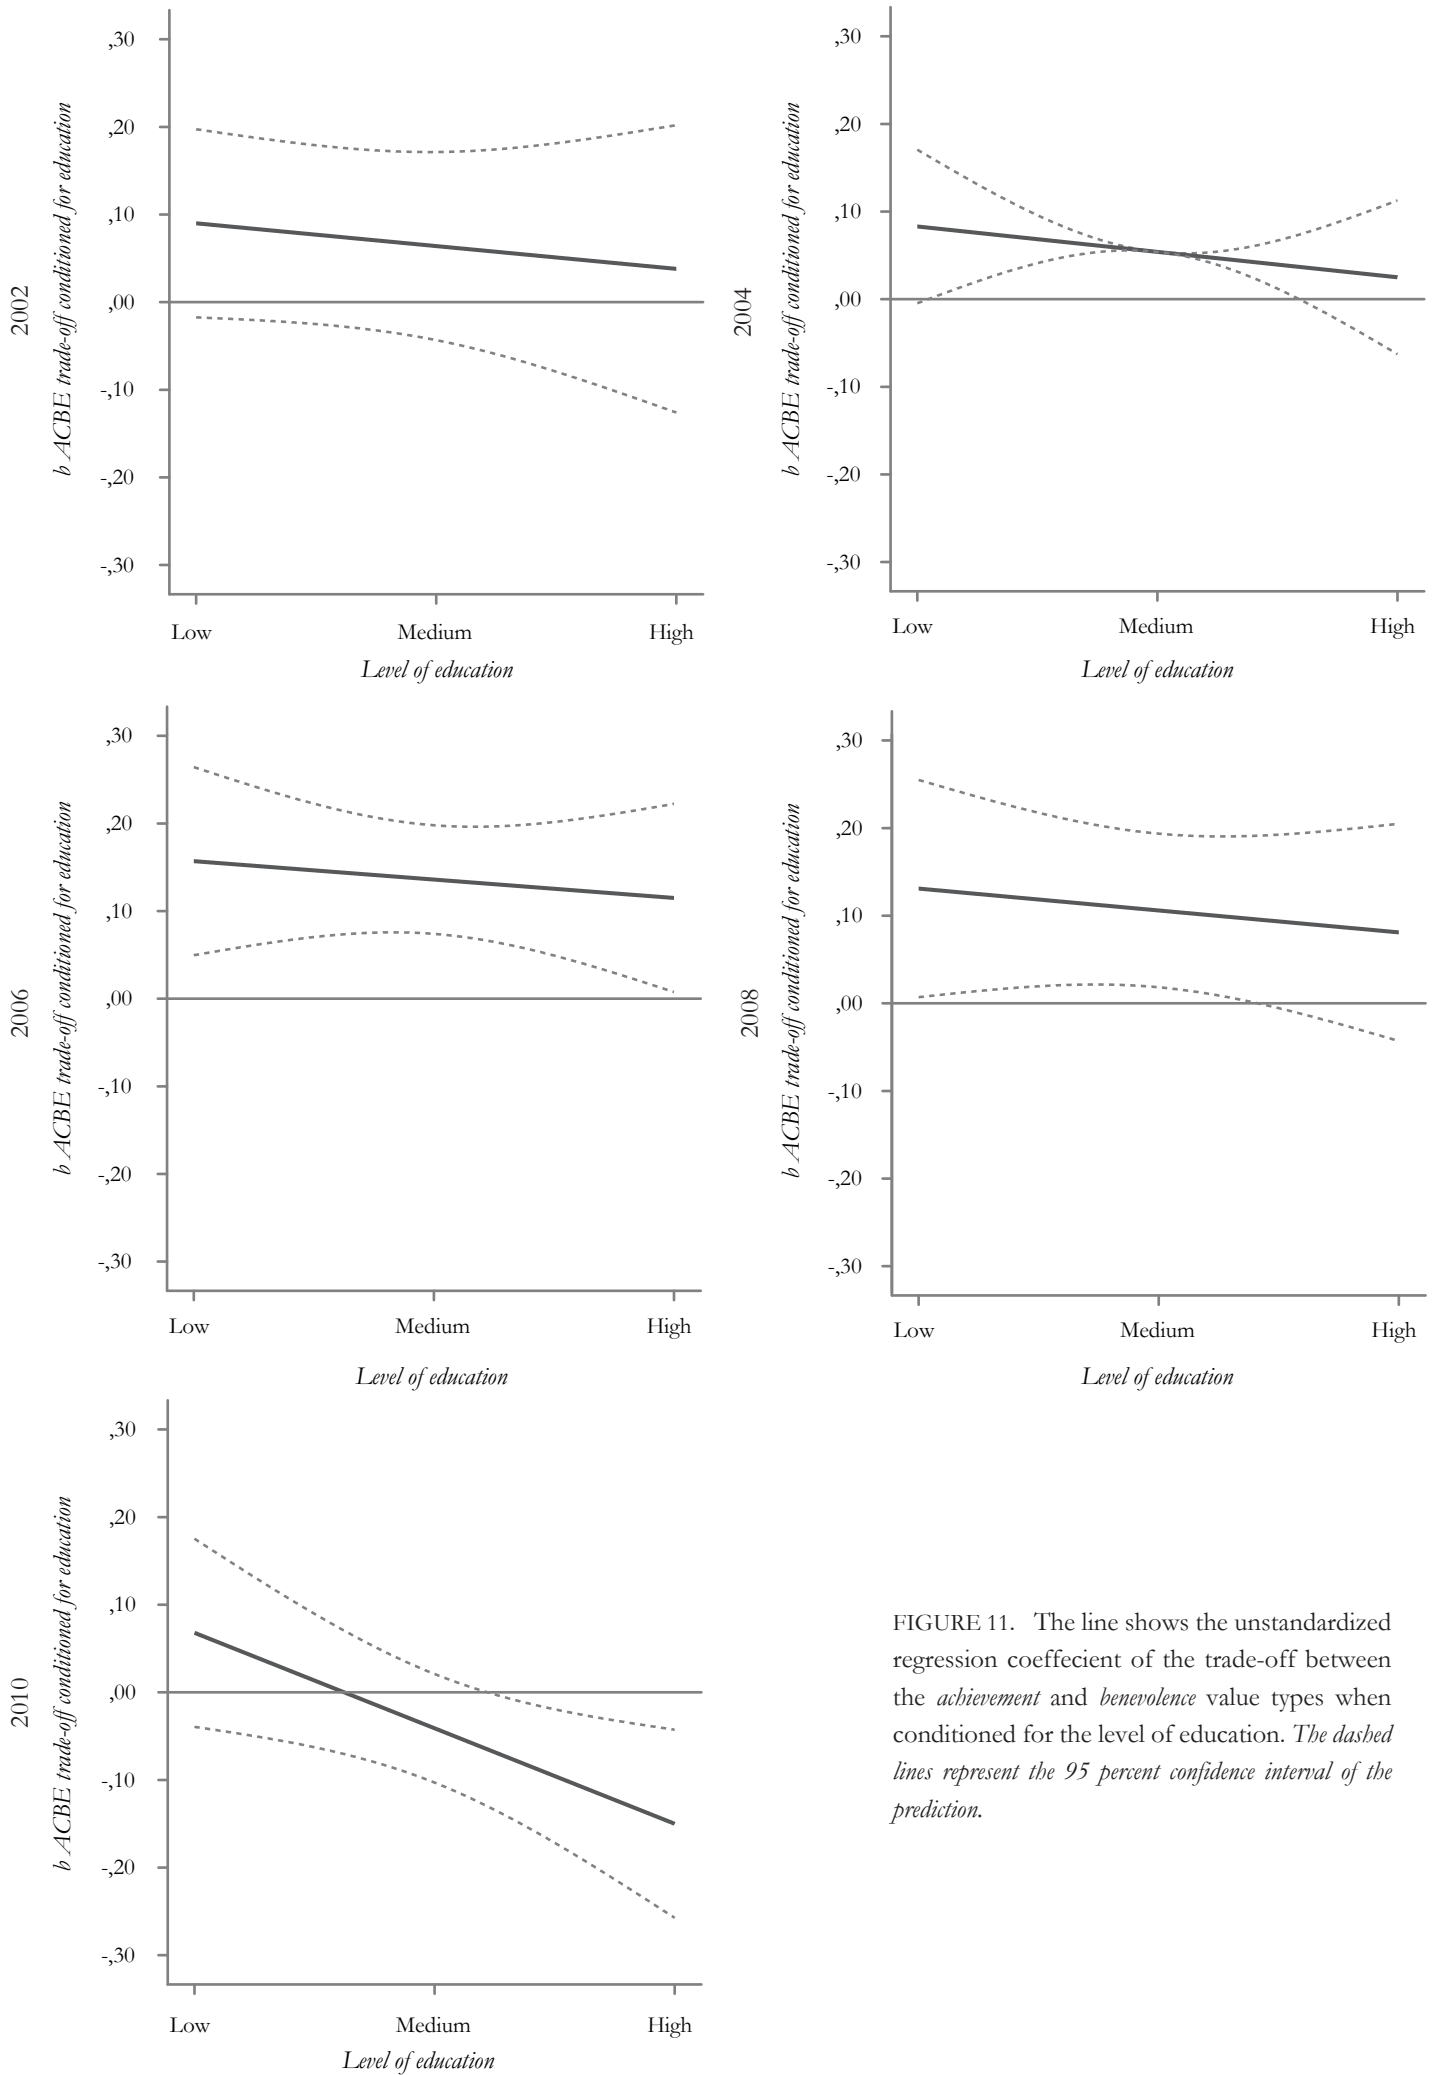 2002
b ACBE trade-off conditioned for education
,30
,20
,10
,00
-,10
-,20
-,30
Low Medium High
Level of education
2004
b ACBE trade-off conditioned for education
,30
,20
,10
,00
-,10
-,20
-,30
Low Medium High
Level of education
2006
b ACBE trade-off conditioned for education
,30
,20
,10
,00
-,10
-,20
-,30
Low Medium High
Level of education
2008
b ACBE trade-off conditioned for education
,30
,20
,10
,00
-,10
-,20
-,30
Low Medium High
Level of education
2010
b ACBE trade-off conditioned for education
,30
,20
,10
,00
-,10
-,20
-,30
Low Medium High
Level of education
FIGURE 11. The line shows the unstandardized
regression coeffecient of the trade-off between
the achievement and benevolence value types when
conditioned for the level of education. The dashed
lines represent the 95 percent confidence interval of the
prediction.